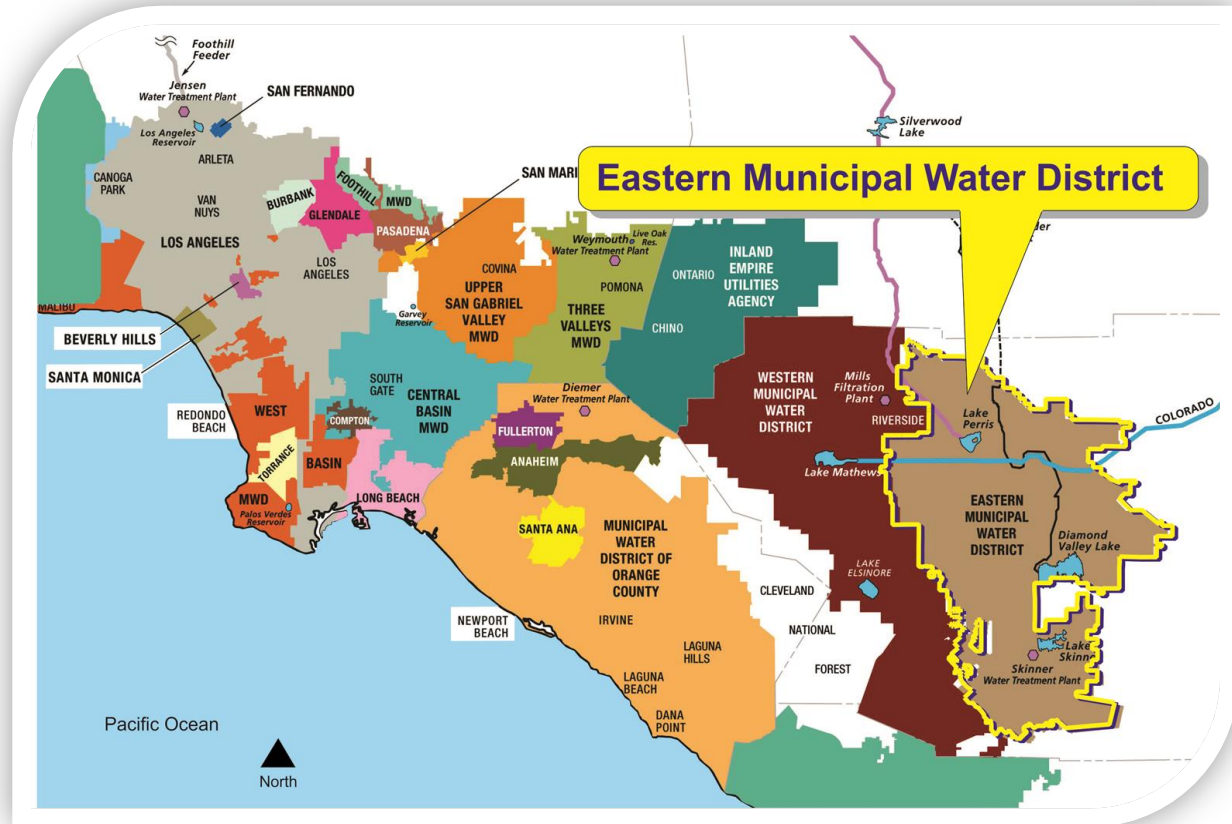 Foothill
Feeder
Jensen
Water Treatment Plant
SAN FERNANDO
Los Angeles
Reservoir
ARLETA
CANOGA
PARK
VAN
NUYS
LOS ANGELES
BURBANK
GLENDALE
FOOTHILL
MWD
PASADENA
SAN MARI
LOS
ANGELES
Silverwood
Lake
Eastern Municipal Water District
Weymouth
Water Treatment Plant
Live Oak
Res.
COVINA
UPPER
SAN GABRIEL
VALLEY
MWD
POMONA
THREE
VALLEYS
MWD
ONTARIO
CHINO
INLAND
EMPIRE
UTILITIES
AGENCY
MALIBU
BEVERLY HILLS
SANTA MONICA
Garvey
Reservoir
SOUTH
GATE
CENTRAL
BASIN
MWD
REDONDO
BEACH
WEST
BASIN
MWD
COMPTON
TORRANCE
Palos Verdes
Reservoir
LONG BEACH
Diemer
Water Treatment Plant
FULLERTON
ANAHEIM
SANTA ANA
MUNICIPAL
WATER
DISTRICT OF
ORANGE
COUNTY
WESTERN
MUNICIPAL
WATER
DISTRICT
Mills
Filtration
Plant
RIVERSIDE
Lake
Perris
COLORADO
Lake Mathews
EASTERN
MUNICIPAL
WATER
DISTRICT
Diamond
Valley Lake
LAKE
ELSINORE
CLEVELAND
NATIONAL
FOREST
NEWPORT
BEACH
IRVINE
LAGUNA
HILLS
LAGUNA
BEACH
DANA
POINT
Lake
Skinn
Skinner
Water Treatment Plant
Pacific Ocean
North